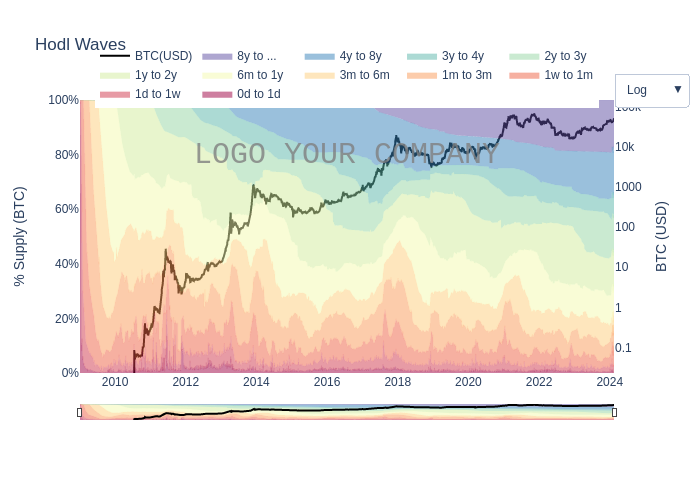 Hodl Waves
BTC(USD) 8y to ... 4y to 8y 3y to 4y 2y to 3y
1y to 2y 6m to 1y 3m to 6m 1m to 3m 1w to 1m
1d to 1w 0d to 1d
Log ▼
100%
80%
60%
40%
20%
0%
% Supply (BTC)
LOGO YOUR COMPANY
100k
10k
1000
100
10
1
0.1
BTC (USD)
2010 2012 2014 2016 2018 2020 2022 2024